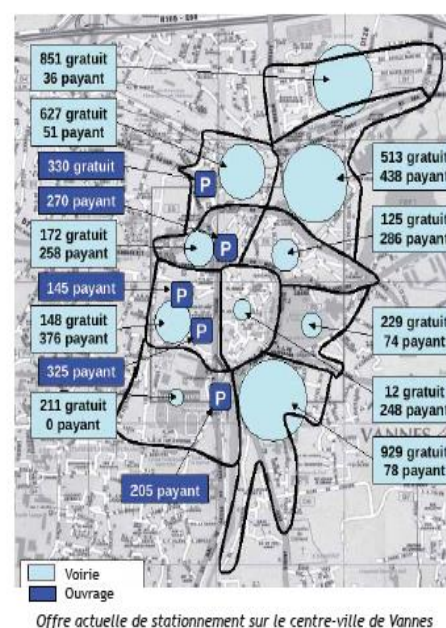 851 gratuit
36 payant
627 gratuit
51 payant
330 gratuit
270 payant
172 gratuit
258 payant
145 payant
148 gratuit
376 payant
325 payant
211 gratuit
0 payant
205 payant
513 gratuit
438 payant
125 gratuit
286 payant
229 gratuit
74 payant
12 gratuit
248 payant
929 gratuit
78 payant
P
P
P
P
P
VANNES
Voirie
Ouvrage
Offre actuelle de stationnement sur le centre-ville de Vannes